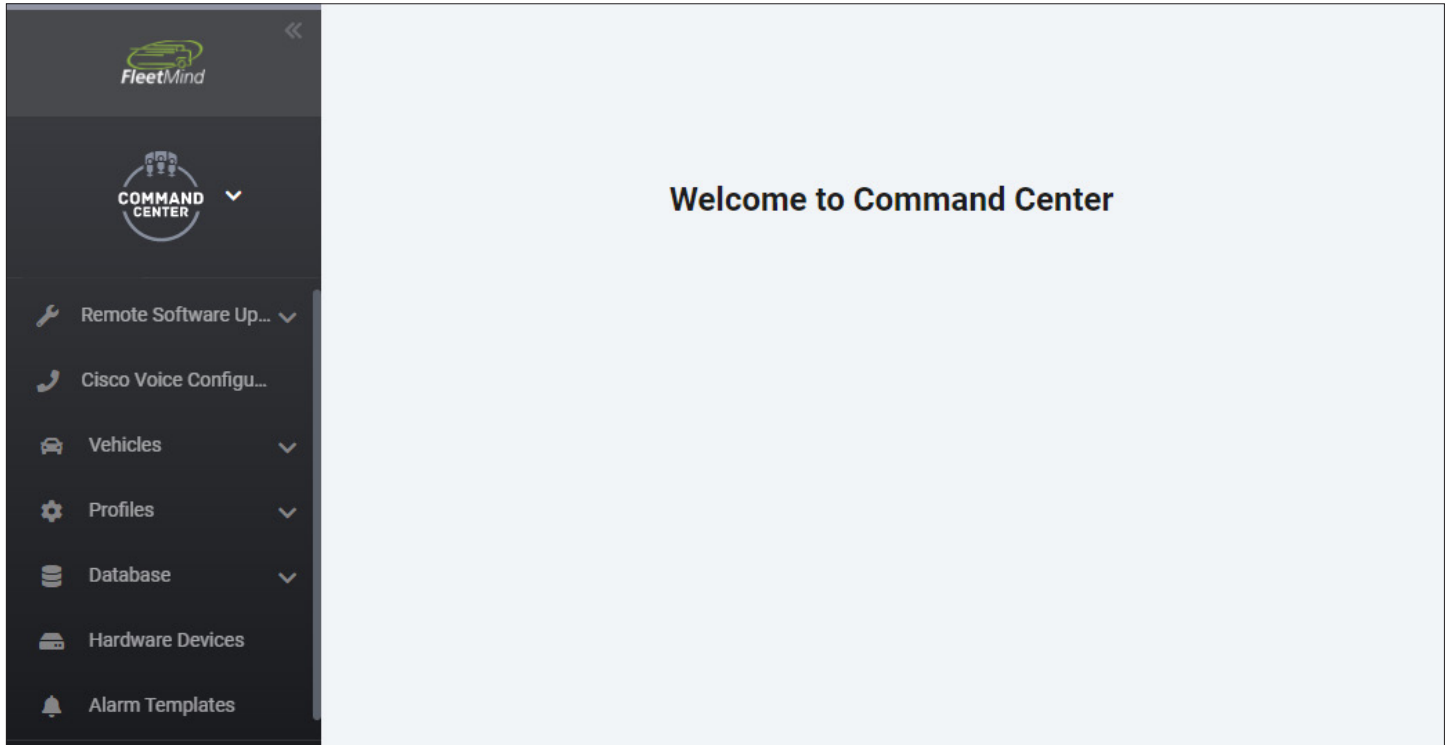 FleetMind
COMMAND
CENTER
Remote Software Up...
Cisco Voice Configu...
Vehicles
Profiles
Database
Hardware Devices
Alarm Templates
Welcome to Command Center